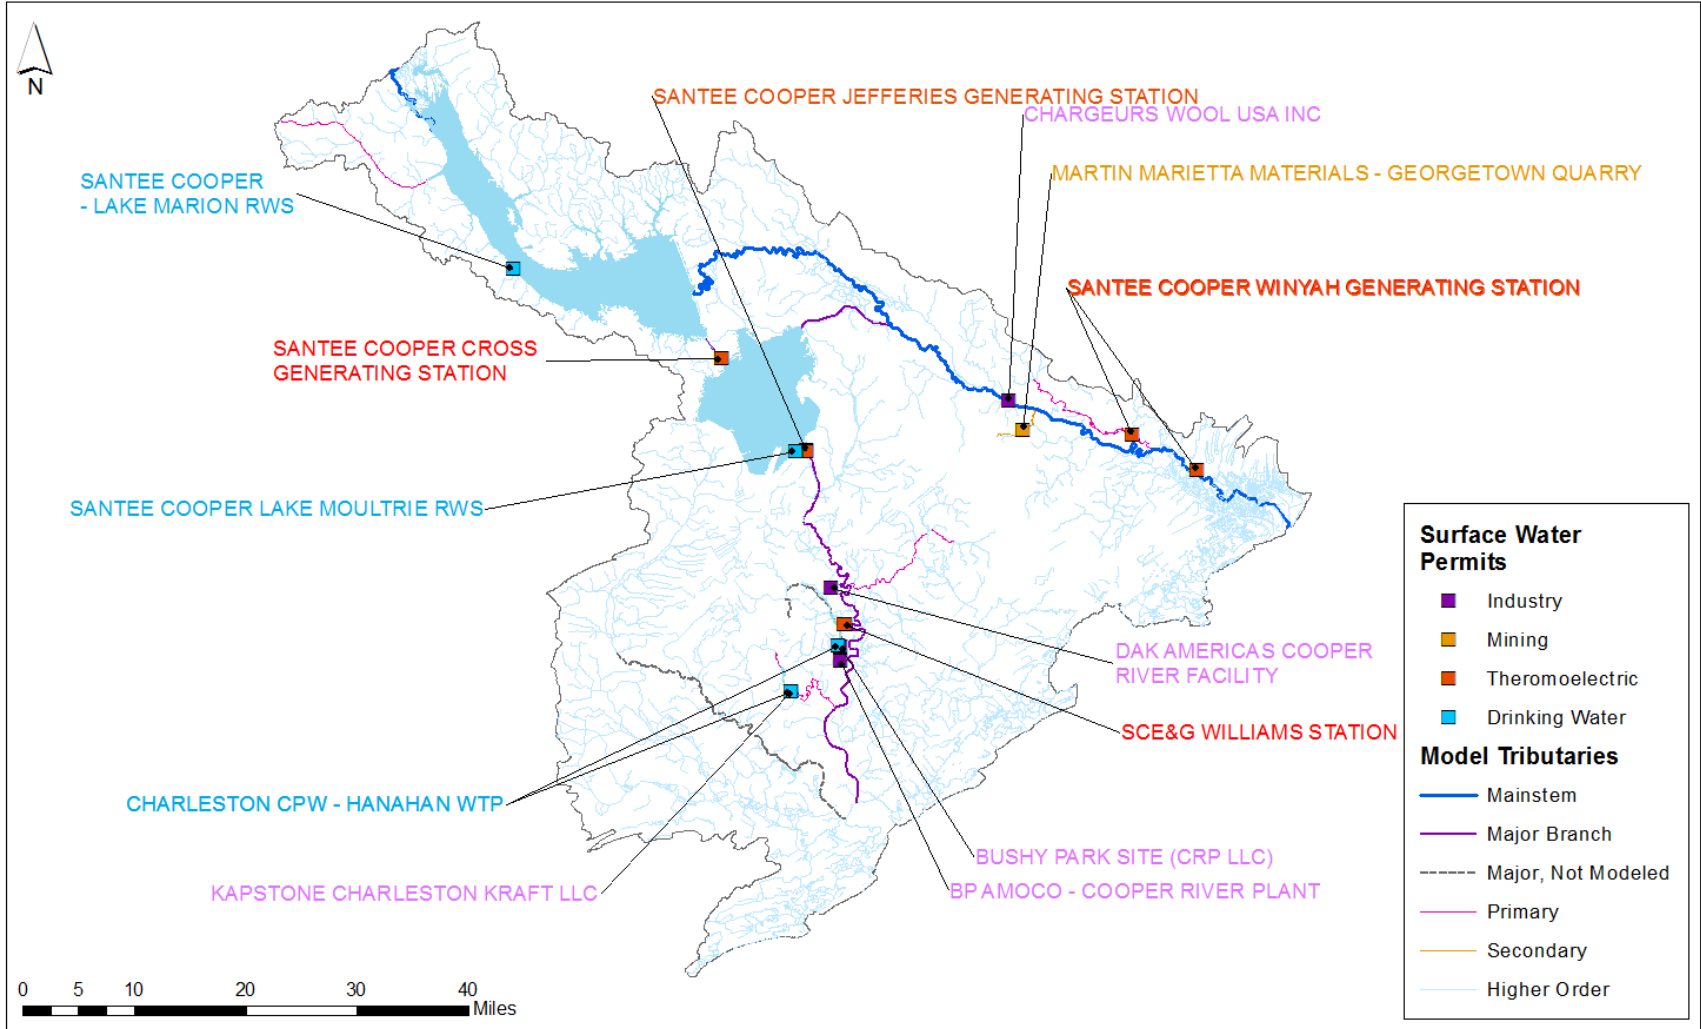 N
SANTEE COOPER JEFFERIES GENERATING STATION
CHARGEURS WOOL USA INC
MARTIN MARIETTA MATERIALS - GEORGETOWN QUARRY
SANTEE COOPER
- LAKE MARION RWS
SANTEE COOPER WINYAH GENERATING STATION
SANTEE COOPER CROSS
GENERATING STATION
SANTEE COOPER LAKE MOULTRIE RWS
DAK AMERICAS COOPER
RIVER FACILITY
SCE&G WILLIAMS STATION
CHARLESTON CPW - HANAHAN WTP
BUSHY PARK SITE (CRP LLC)
KAPSTONE CHARLESTON KRAFT LLC
BP AMOCO - COOPER RIVER PLANT
Surface Water
Permits
Industry
Mining
Theromoelectric
Drinking Water
Model Tributaries
Mainstem
Major Branch
Major, Not Modeled
Primary
Secondary
Higher Order
0 5 10 20 30 40
Miles